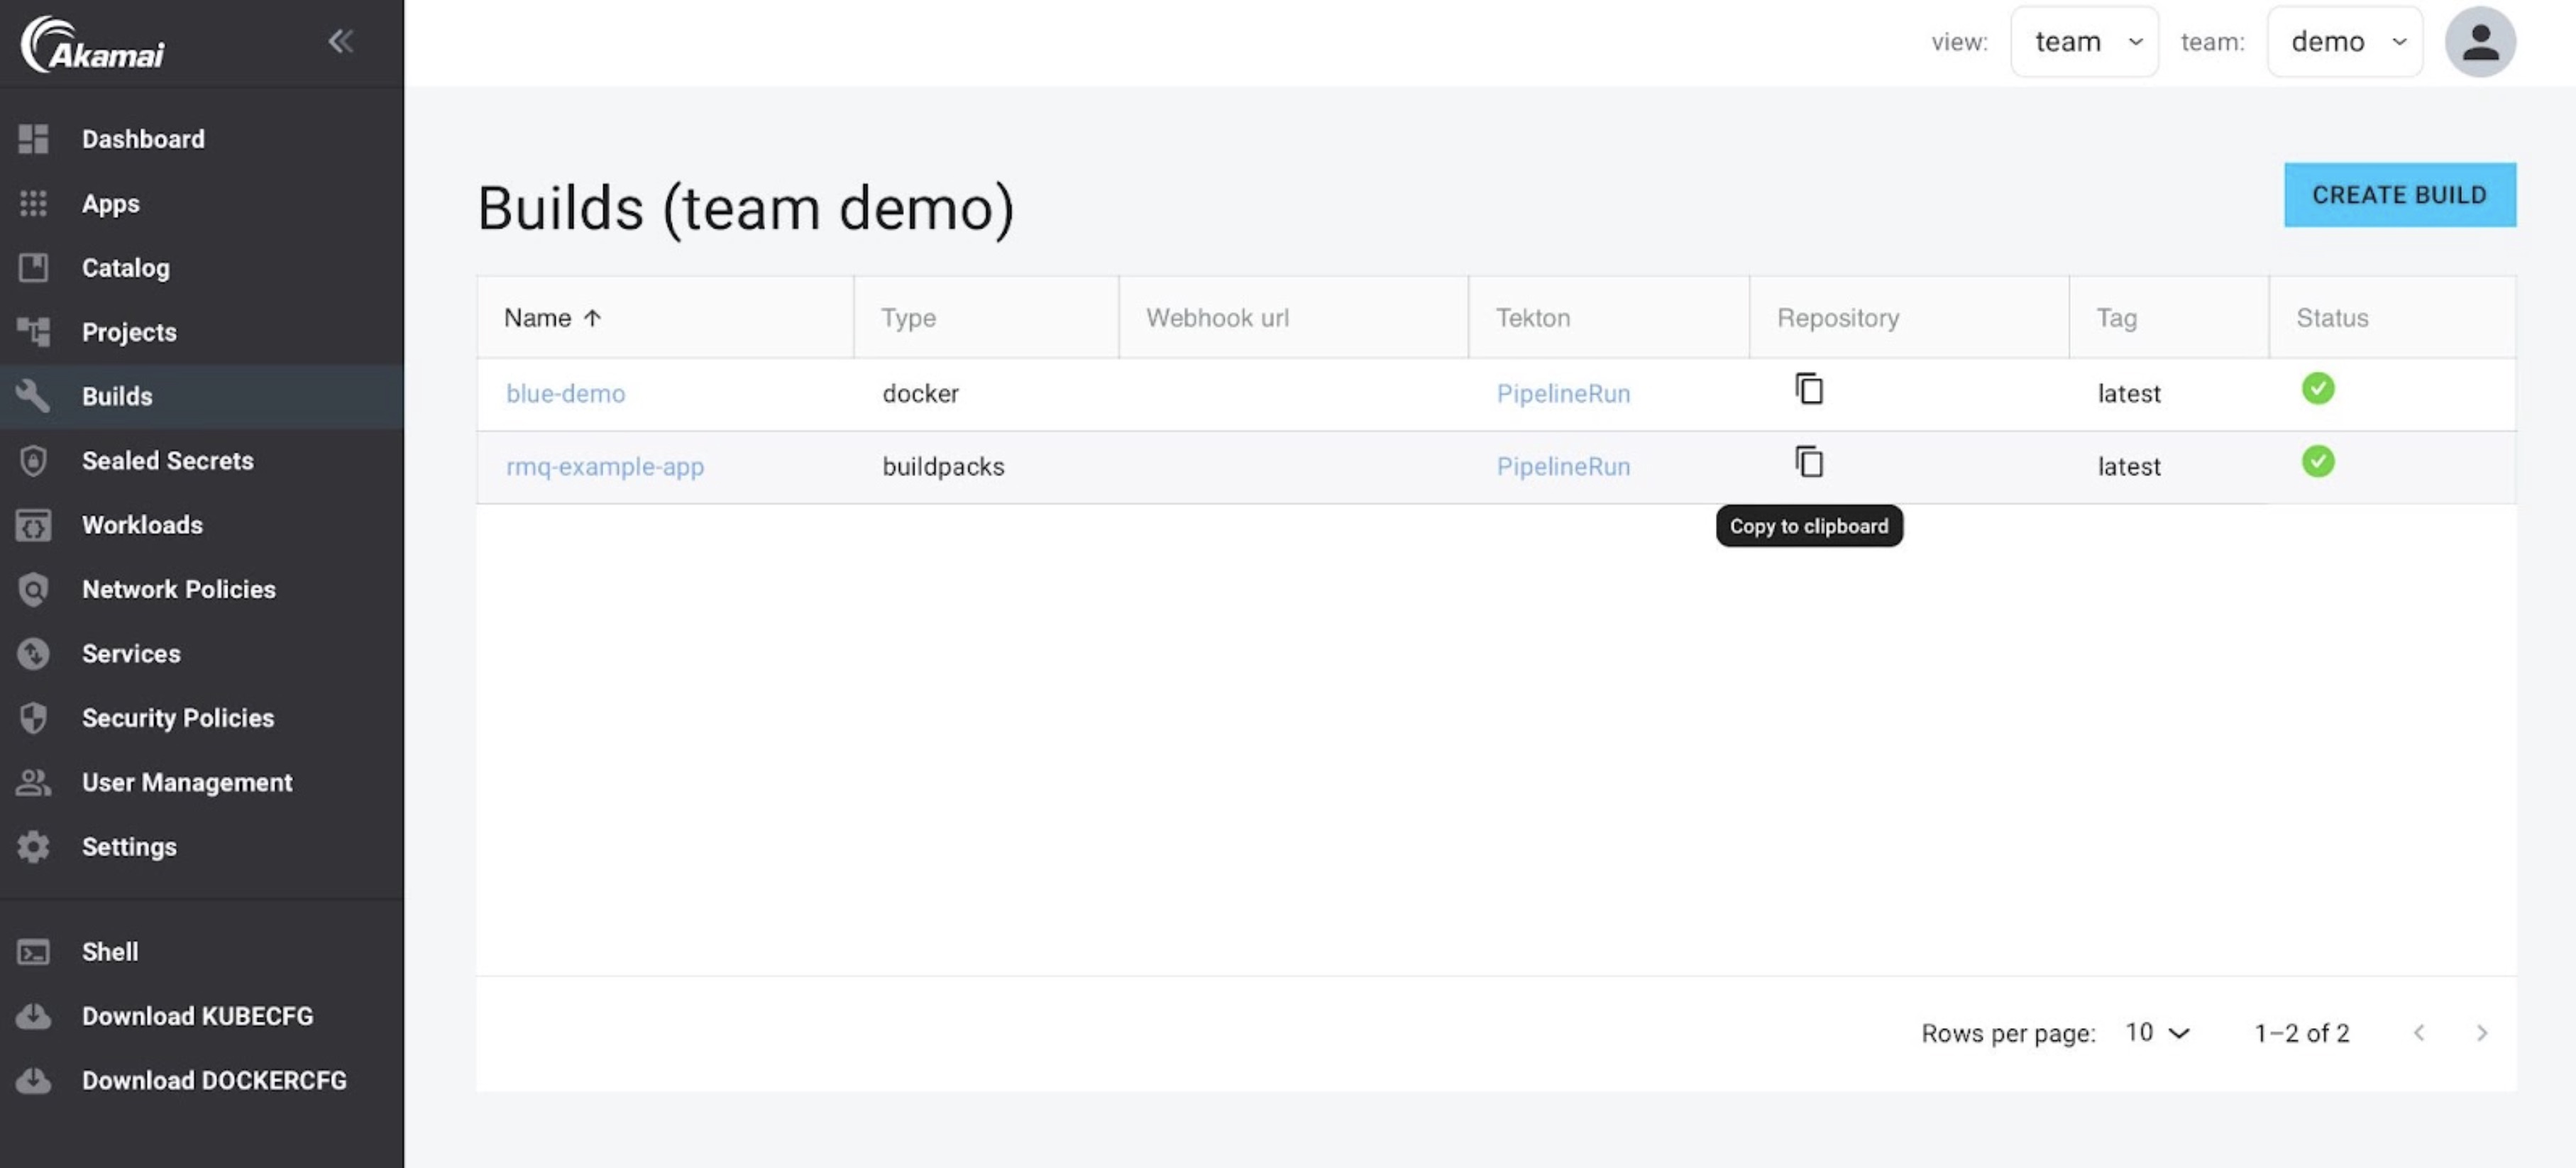 Akamai
view: team team: demo
Dashboard
Apps
Catalog
Projects
Builds
Sealed Secrets
Workloads
Network Policies
Services
Security Policies
User Management
Settings
Shell
Download KUBECFG
Download DOCKERCFG
Builds (team demo)
CREATE BUILD
Name Type Webhook url Tekton Repository Tag Status
blue-demo docker PipelineRun latest
rmq-example-app buildpacks PipelineRun latest
Copy to clipboard
Rows per page: 10 1–2 of 2